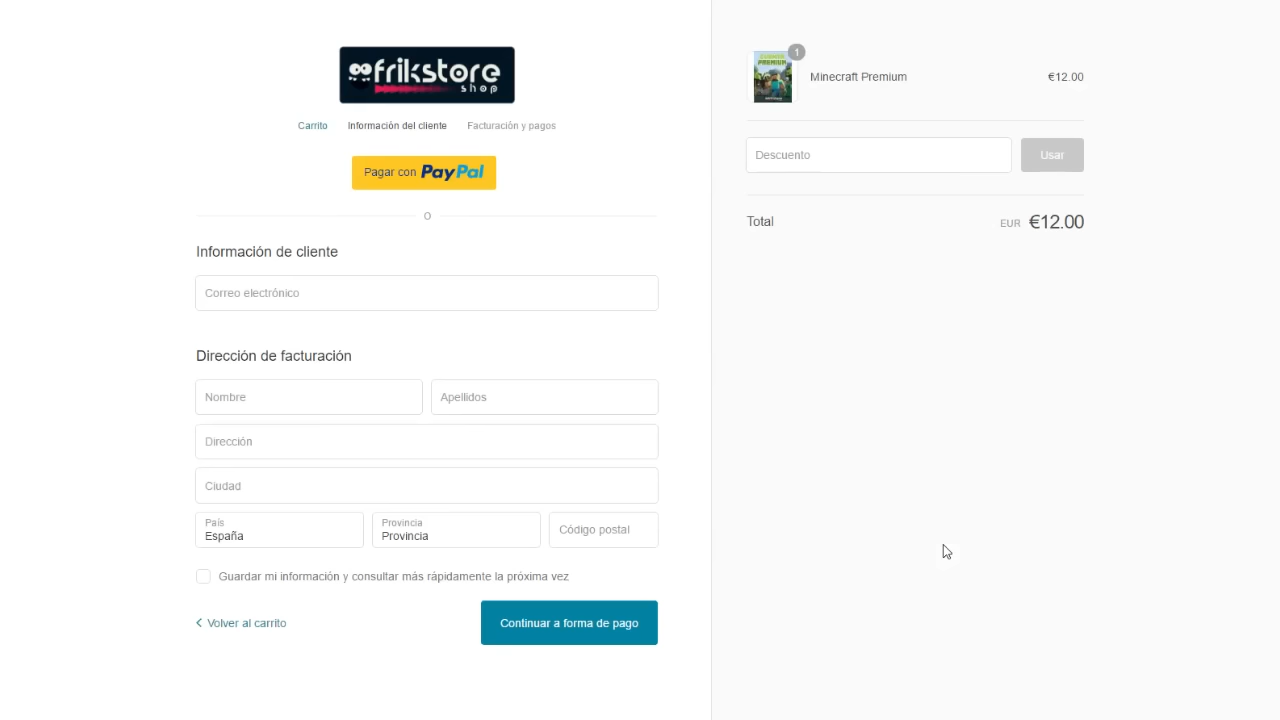 frikstore
shop
Carrito Información del cliente Facturación y pagos
Pagar con PayPal
O
Información de cliente
Correo electrónico
Dirección de facturación
Nombre Apellidos
Dirección
Ciudad
País Provincia
España Provincia Código postal
Guardar mi información y consultar más rápidamente la próxima vez
Volver al carrito Continuar a forma de pago
1
PREMIUM
Minecraft Premium €12.00
Descuento Usar
Total EUR €12.00